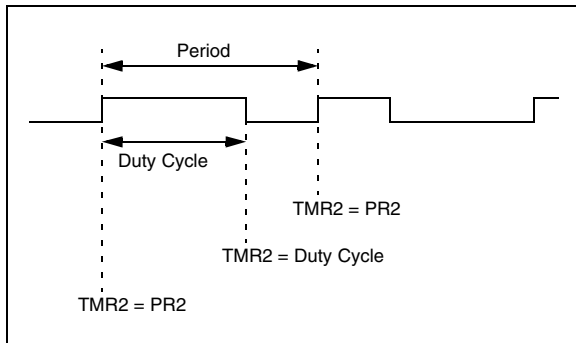 Period
Duty Cycle
TMR2 = PR2
TMR2 = Duty Cycle
TMR2 = PR2